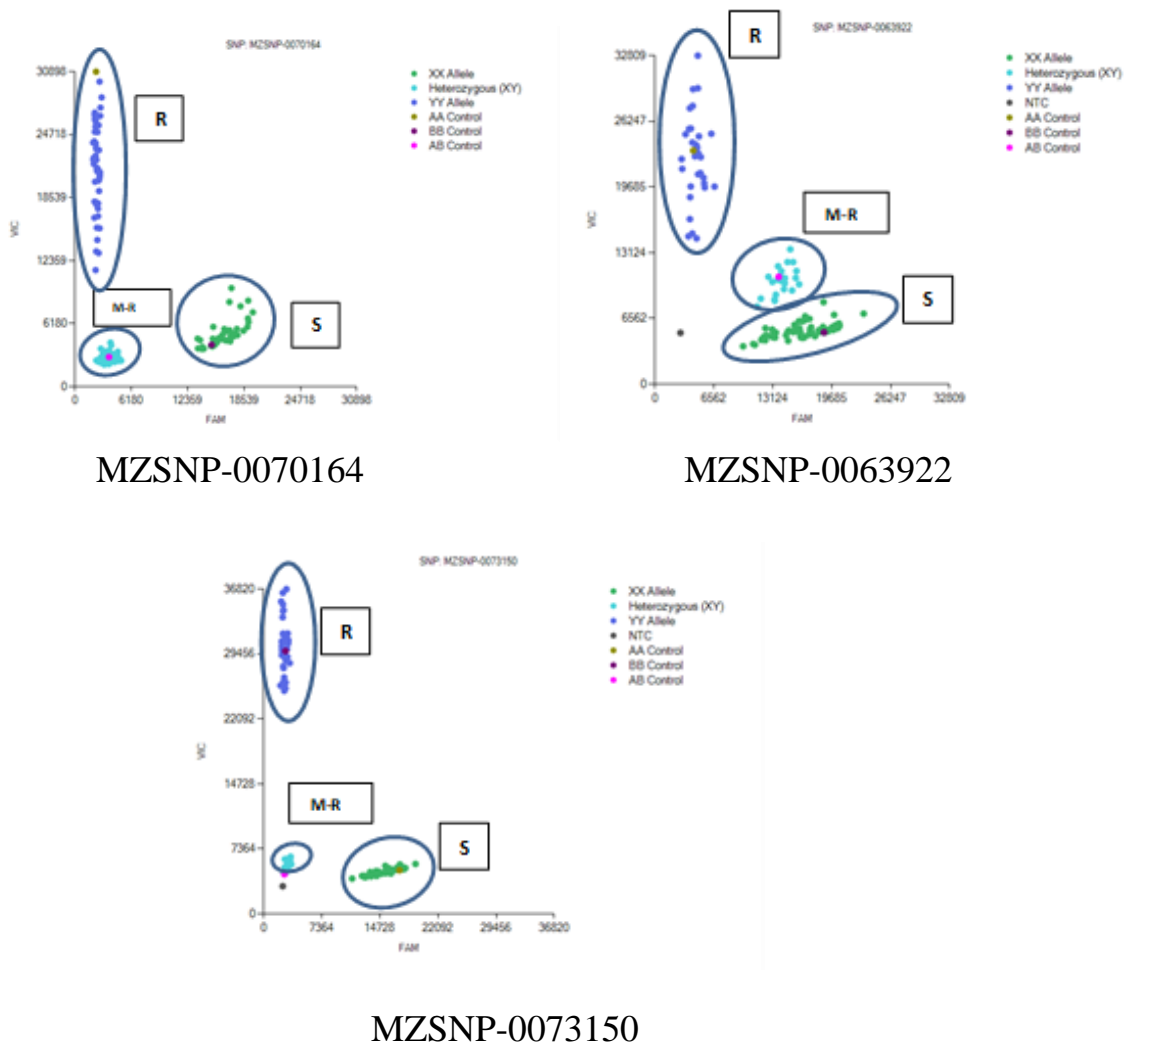 SNP: MZSNP-0070164
30898
24718
18539
12359
6180
0
VIC
0 6180 12359 18539 24718 30898
FAM
R
M-R
S
XX Allele
Heterozygous (XY)
YY Allele
AA Control
BB Control
AB Control
MZSNP-0070164
SNP: MZSNP-0063922
32809
26247
19685
13124
6562
0
VIC
0 6562 13124 19685 26247 32809
FAM
R
M-R
S
XX Allele
Heterozygous (XY)
YY Allele
NTC
AA Control
BB Control
AB Control
MZSNP-0063922
SNP: MZSNP-0073150
36820
29456
22092
14728
7364
0
VIC
0 7364 14728 22092 29456 36820
FAM
R
M-R
S
XX Allele
Heterozygous (XY)
YY Allele
NTC
AA Control
BB Control
AB Control
MZSNP-0073150